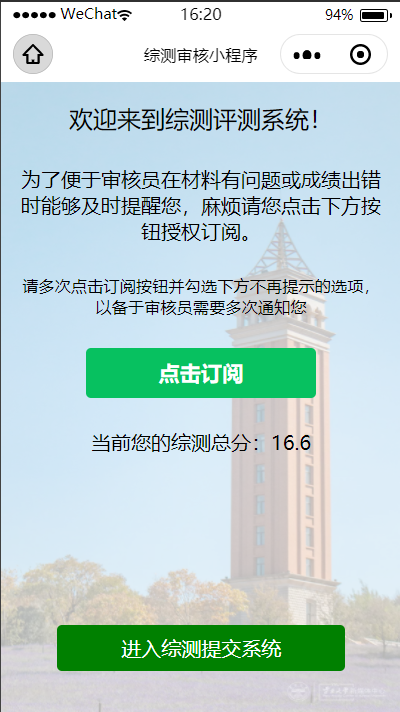 WeChat 16:20 94%
综测审核小程序
欢迎来到综测评测系统！
为了便于审核员在材料有问题或成绩出错
时能够及时提醒您，麻烦请您点击下方按
钮授权订阅。
请多次点击订阅按钮并勾选下方不再提示的选项，
以备于审核员需要多次通知您
点击订阅
当前您的综测总分：16.6
进入综测提交系统